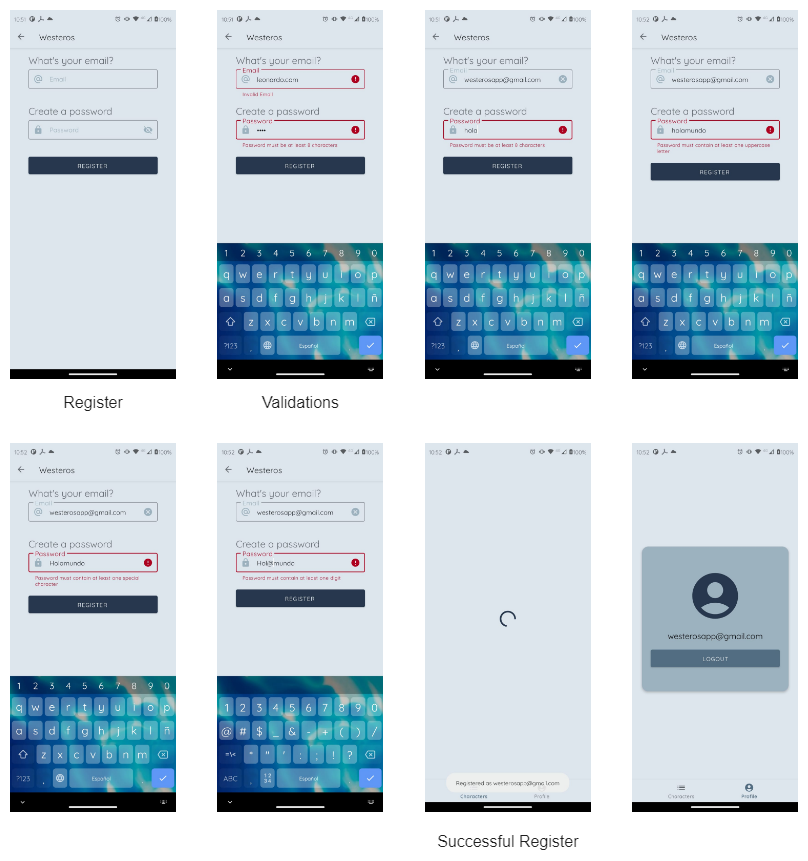 10:51 100%
Westeros
What's your email?
Email
Create a password
Password
REGISTER
Register
10:51 100%
Westeros
What's your email?
Email
leonardo.com
Invalid Email
Create a password
Password
••••
Password must be at least 8 characters
REGISTER
1 2 3 4 5 6 7 8 9 0
q w e r t y u i o p
a s d f g h j k l ñ
z x c v b n m
?123 , Español .
Validations
10:51 100%
Westeros
What's your email?
Email
westerosapp@gmail.com
Create a password
Password
hola
Password must be at least 8 characters
REGISTER
1 2 3 4 5 6 7 8 9 0
q w e r t y u i o p
a s d f g h j k l ñ
z x c v b n m
?123 , Español .
10:52 100%
Westeros
What's your email?
Email
westerosapp@gmail.com
Create a password
Password
holamundo
Password must contain at least one uppercase
letter
REGISTER
1 2 3 4 5 6 7 8 9 0
q w e r t y u i o p
a s d f g h j k l ñ
z x c v b n m
?123 , Español .
10:52 100%
Westeros
What's your email?
Email
westerosapp@gmail.com
Create a password
Password
Holamundo
Password must contain at least one special
character
REGISTER
1 2 3 4 5 6 7 8 9 0
q w e r t y u i o p
a s d f g h j k l ñ
z x c v b n m
?123 , Español .
10:52 100%
Westeros
What's your email?
Email
westerosapp@gmail.com
Create a password
Password
Hol@mundo
Password must contain at least one digit
REGISTER
1 2 3 4 5 6 7 8 9 0
@ # $ _ & - + ( ) /
=\< * " ' : ; ! ?
ABC , 12 34 Español .
10:52 100%
Registered as westerosapp@gmail.com
Characters Profile
Successful Register
10:52 100%
westerosapp@gmail.com
LOGOUT
Characters Profile